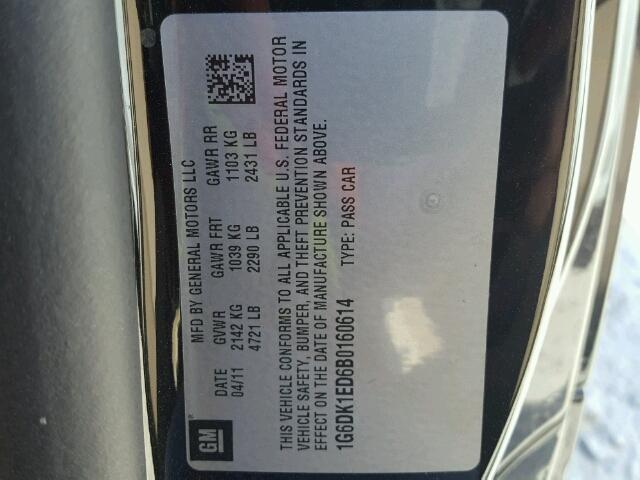 MFD BY GENERAL MOTORS LLC
DATE GVWR GAWR FRT GAWR RR
04/11 2142 KG 1039 KG 1103 KG
4721 LB 2290 LB 2431 LB
THIS VEHICLE CONFORMS TO ALL APPLICABLE U.S. FEDERAL MOTOR
VEHICLE SAFETY, BUMPER, AND THEFT PREVENTION STANDARDS IN
EFFECT ON THE DATE OF MANUFACTURE SHOWN ABOVE.
1G6DK1ED6B0160614 TYPE: PASS CAR
GM®